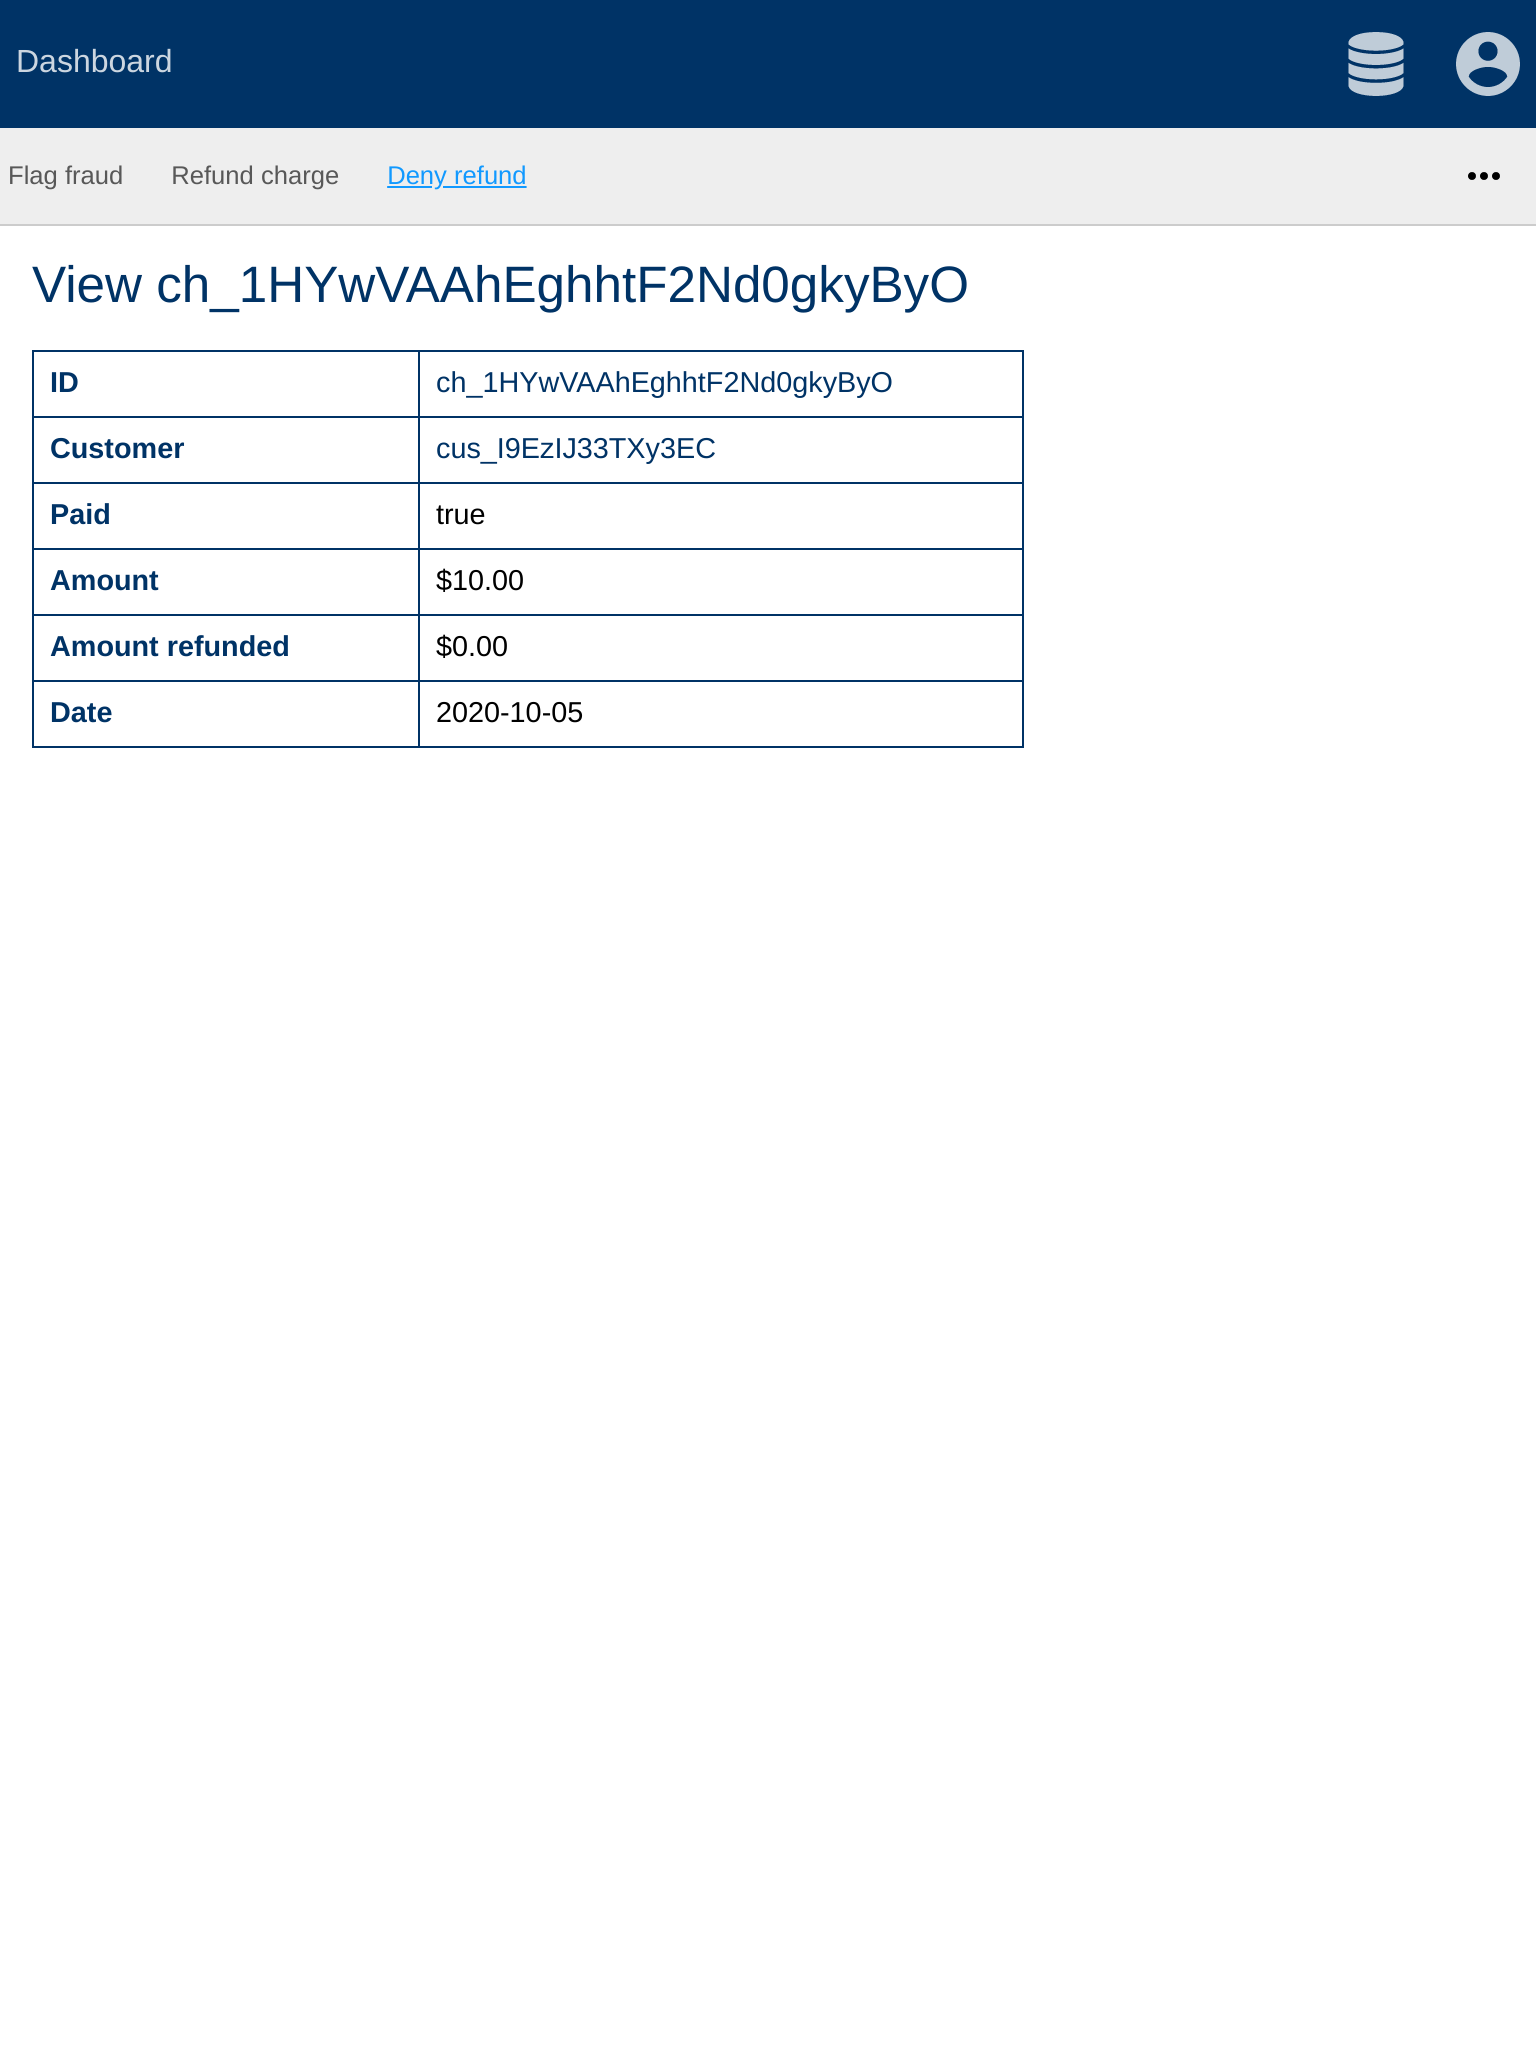 Dashboard
Flag fraud Refund charge Deny refund
View ch_1HYwVAAhEghhtF2Nd0gkyByO
ID ch_1HYwVAAhEghhtF2Nd0gkyByO
Customer cus_I9EzIJ33TXy3EC
Paid true
Amount $10.00
Amount refunded $0.00
Date 2020-10-05